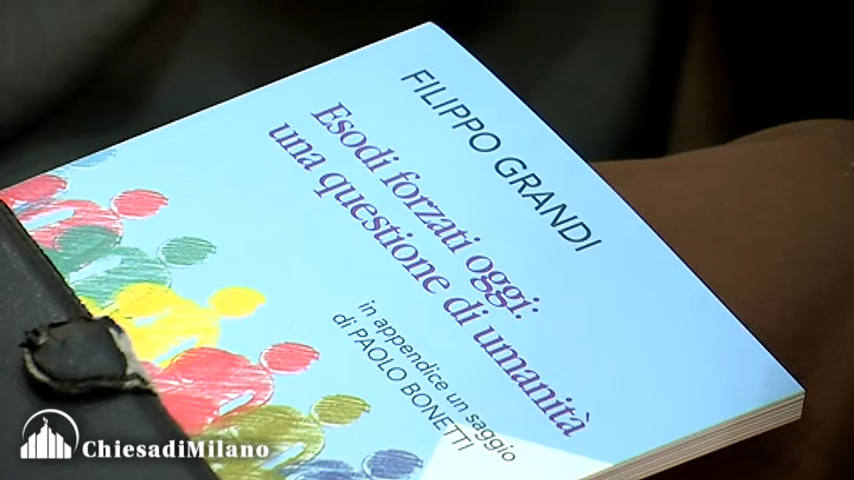 FILIPPO GRANDI
Esodi forzati oggi:
una questione di umanità
in appendice un saggio
di PAOLO BONETTI
ChiesadiMilano